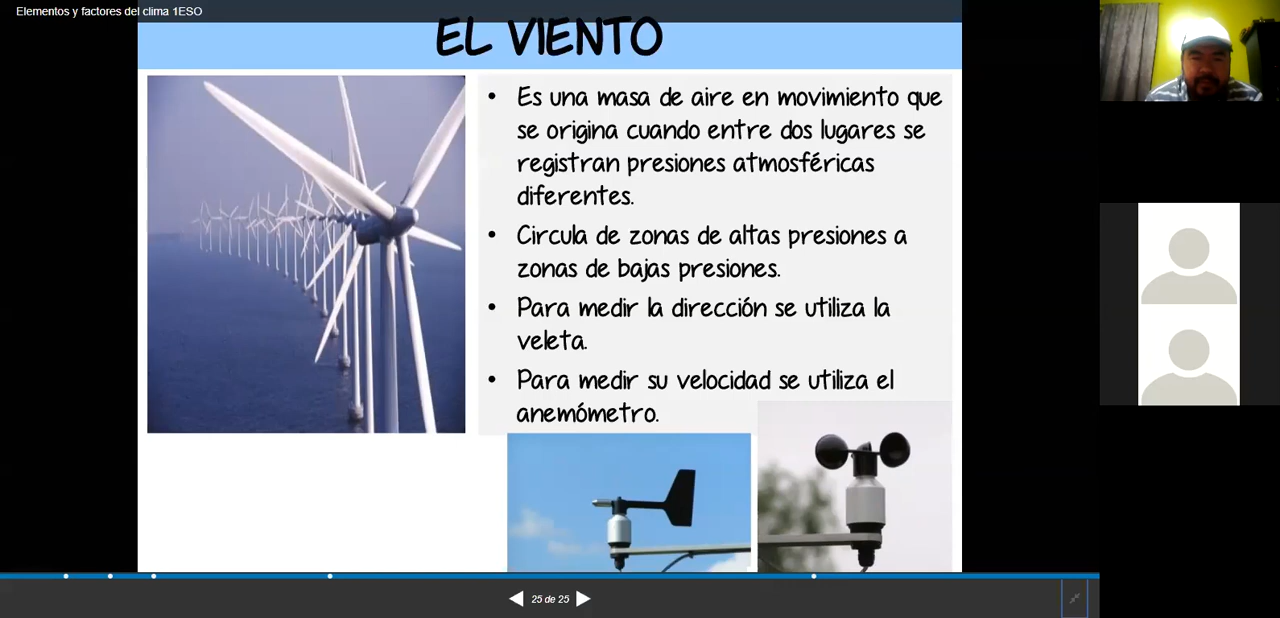 Elementos y factores del clima 1ESO
EL VIENTO
• Es una masa de aire en movimiento que
se origina cuando entre dos lugares se
registran presiones atmosféricas
diferentes.
• Circula de zonas de altas presiones a
zonas de bajas presiones.
• Para medir la dirección se utiliza la
veleta.
• Para medir su velocidad se utiliza el
anemómetro.
25 de 25